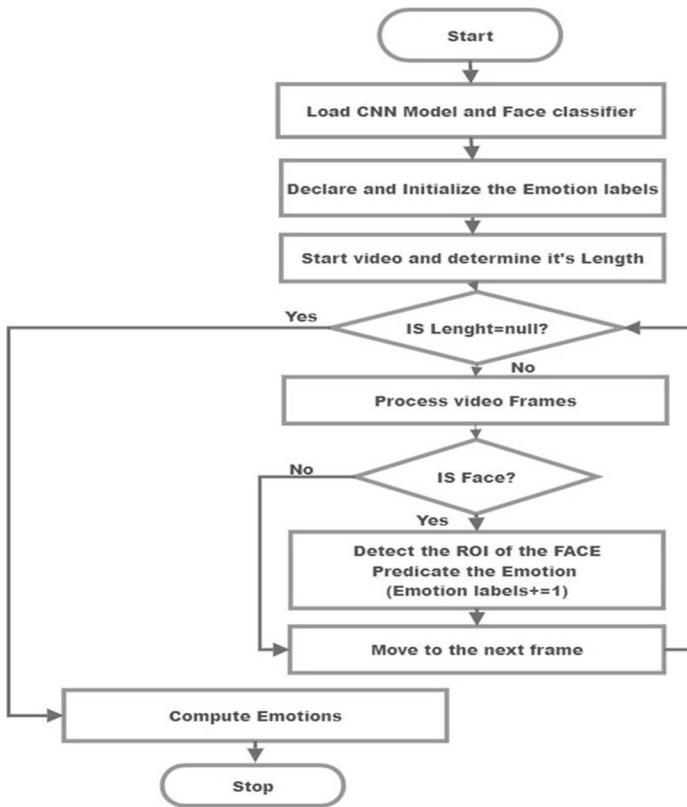 Start
Load CNN Model and Face classifier
Declare and Initialize the Emotion labels
Start video and determine it's Length
Yes
IS Lenght=null?
No
Process video Frames
No
IS Face?
Yes
Detect the ROI of the FACE
Predicate the Emotion
(Emotion labels+=1)
Move to the next frame
Compute Emotions
Stop